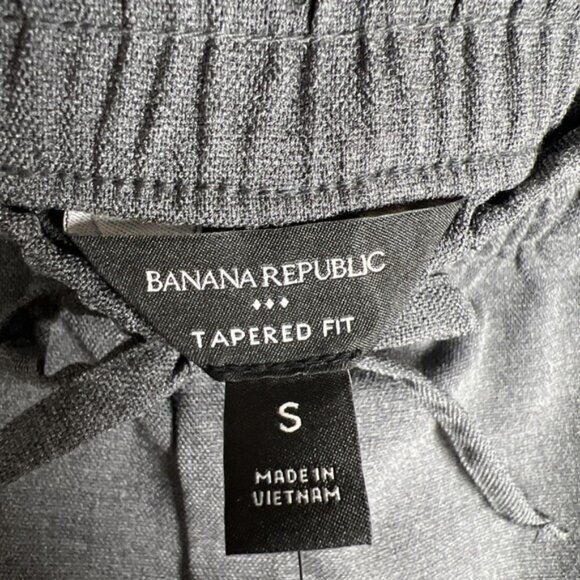 BANANA REPUBLIC
TAPERED FIT
S
MADE IN
VIETNAM